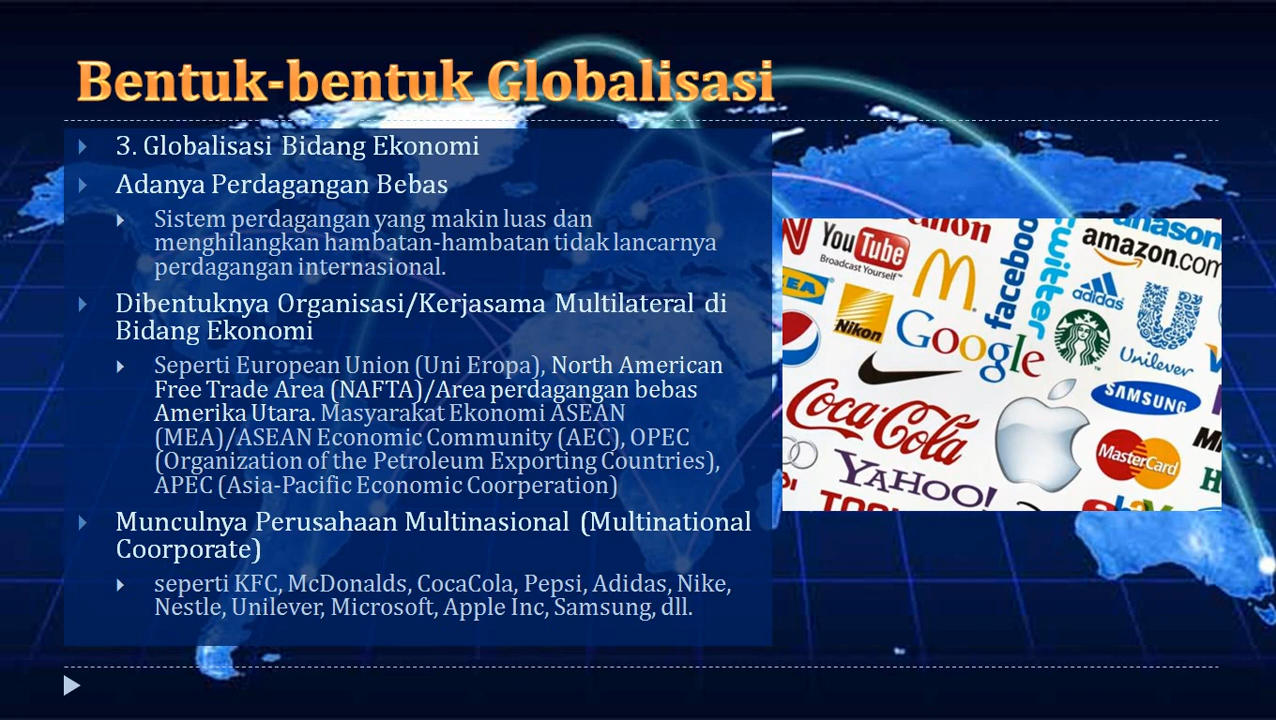 Bentuk-bentuk Globalisasi
3. Globalisasi Bidang Ekonomi
Adanya Perdagangan Bebas
Sistem perdagangan yang makin luas dan
menghilangkan hambatan-hambatan tidak lancarnya
perdagangan internasional.
Dibentuknya Organisasi/Kerjasama Multilateral di
Bidang Ekonomi
Seperti European Union (Uni Eropa), North American
Free Trade Area (NAFTA)/Area perdagangan bebas
Amerika Utara. Masyarakat Ekonomi ASEAN
(MEA)/ASEAN Economic Community (AEC), OPEC
(Organization of the Petroleum Exporting Countries),
APEC (Asia-Pacific Economic Coorperation)
Munculnya Perusahaan Multinasional (Multinational
Coorporate)
seperti KFC, McDonalds, CocaCola, Pepsi, Adidas, Nike,
Nestle, Unilever, Microsoft, Apple Inc, Samsung, dll.
YouTube
Broadcast Yourself™
facebook
twitter
amazon.com
adidas
Nikon
Google
Unilever
SAMSUNG
Coca-Cola
MasterCard
YAHOO!